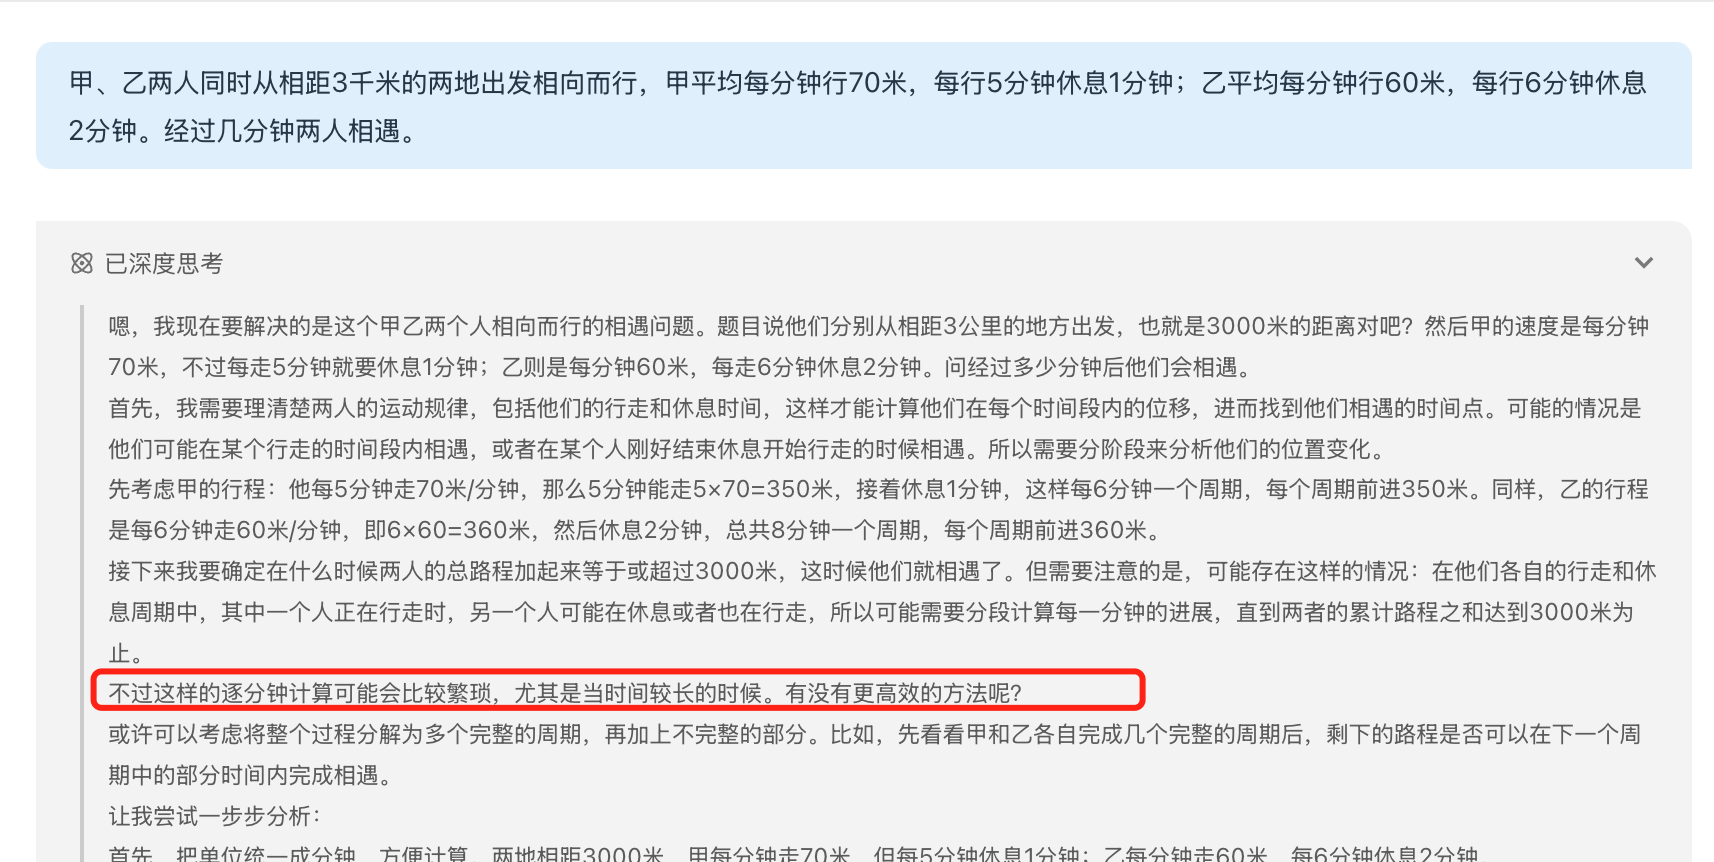 甲、乙两人同时从相距3千米的两地出发相向而行，甲平均每分钟行70米，每行5分钟休息1分钟；乙平均每分钟行60米，每行6分钟休息
2分钟。经过几分钟两人相遇。
已深度思考
嗯，我现在要解决的是这个甲乙两个人相向而行的相遇问题。题目说他们分别从相距3公里的地方出发，也就是3000米的距离对吧？然后甲的速度是每分钟
70米，不过每走5分钟就要休息1分钟；乙则是每分钟60米，每走6分钟休息2分钟。问经过多少分钟后他们会相遇。
首先，我需要理清楚两人的运动规律，包括他们的行走和休息时间，这样才能计算他们在每个时间段内的位移，进而找到他们相遇的时间点。可能的情况是
他们可能在某个行走的时间段内相遇，或者在某个人刚好结束休息开始行走的时候相遇。所以需要分阶段来分析他们的位置变化。
先考虑甲的行程：他每5分钟走70米/分钟，那么5分钟能走5×70=350米，接着休息1分钟，这样每6分钟一个周期，每个周期前进350米。同样，乙的行程
是每6分钟走60米/分钟，即6×60=360米，然后休息2分钟，总共8分钟一个周期，每个周期前进360米。
接下来我要确定在什么时候两人的总路程加起来等于或超过3000米，这时候他们就相遇了。但需要注意的是，可能存在这样的情况：在他们各自的行走和休
息周期中，其中一个人正在行走时，另一个人可能在休息或者也在行走，所以可能需要分段计算每一分钟的进展，直到两者的累计路程之和达到3000米为
止。
不过这样的逐分钟计算可能会比较繁琐，尤其是当时间较长的时候。有没有更高效的方法呢？
或许可以考虑将整个过程分解为多个完整的周期，再加上不完整的部分。比如，先看看甲和乙各自完成几个完整的周期后，剩下的路程是否可以在下一个周
期中的部分时间内完成相遇。
让我尝试一步步分析：
首先，把单位统一成分钟，方便计算。两地相距3000米，甲每分钟走70米，但每5分钟休息1分钟；乙每分钟走60米，每6分钟休息2分钟。